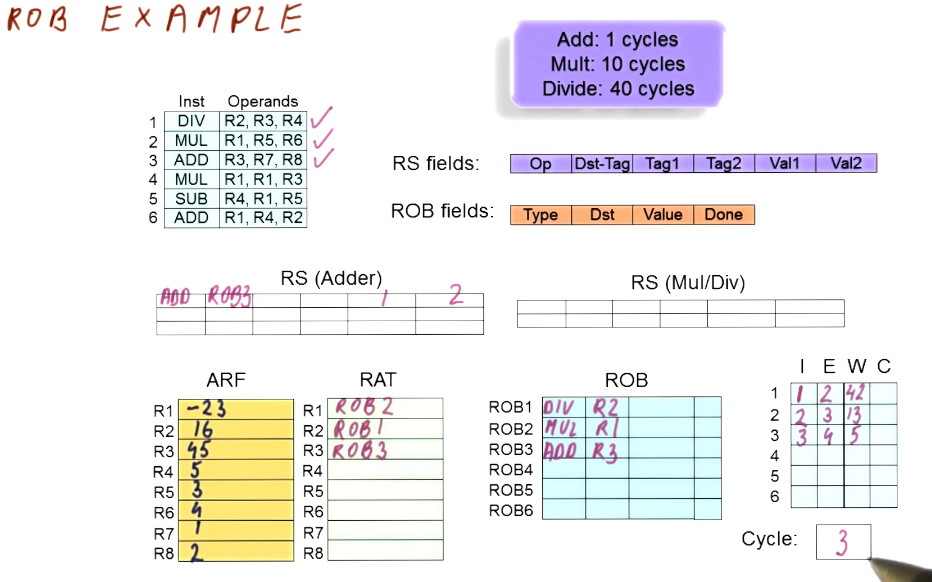 ROB EXAMPLE
Add: 1 cycles
Mult: 10 cycles
Divide: 40 cycles
Inst Operands
1 DIV R2, R3, R4 ✓
2 MUL R1, R5, R6 ✓
3 ADD R3, R7, R8 ✓
4 MUL R1, R1, R3
5 SUB R4, R1, R5
6 ADD R1, R4, R2
RS fields: Op Dst-Tag Tag1 Tag2 Val1 Val2
ROB fields: Type Dst Value Done
RS (Adder)
ADD ROB3 1 2
RS (Mul/Div)
ARF
R1 -23
R2 16
R3 45
R4 5
R5 3
R6 4
R7 1
R8 2
RAT
R1 ROB2
R2 ROB1
R3 ROB3
R4
R5
R6
R7
R8
ROB
ROB1 DIV R2
ROB2 MUL R1
ROB3 ADD R3
ROB4
ROB5
ROB6
I E W C
1 1 2 42
2 2 3 13
3 3 4 5
4
5
6
Cycle: 3